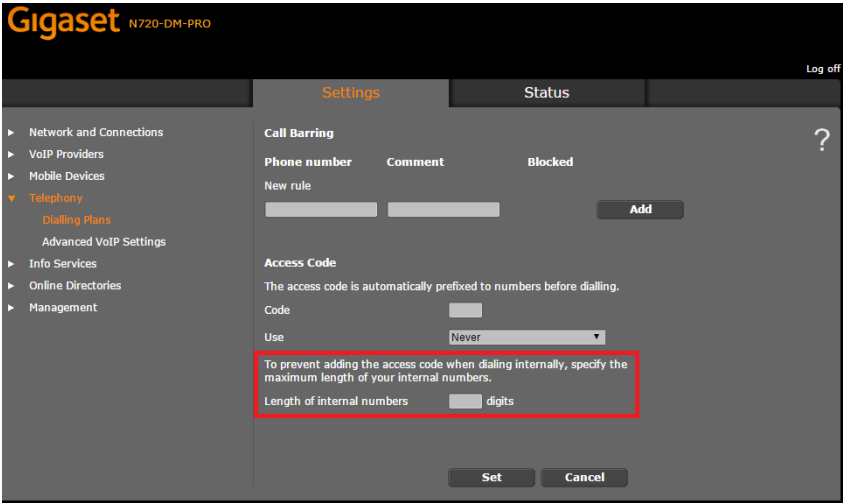 Gigaset N720-DM-PRO
Log off
Settings Status
Network and Connections
VoIP Providers
Mobile Devices
Telephony
Dialling Plans
Advanced VoIP Settings
Info Services
Online Directories
Management
Call Barring
?
Phone number Comment Blocked
New rule
Add
Access Code
The access code is automatically prefixed to numbers before dialling.
Code
Use Never
To prevent adding the access code when dialing internally, specify the
maximum length of your internal numbers.
Length of internal numbers digits
Set Cancel